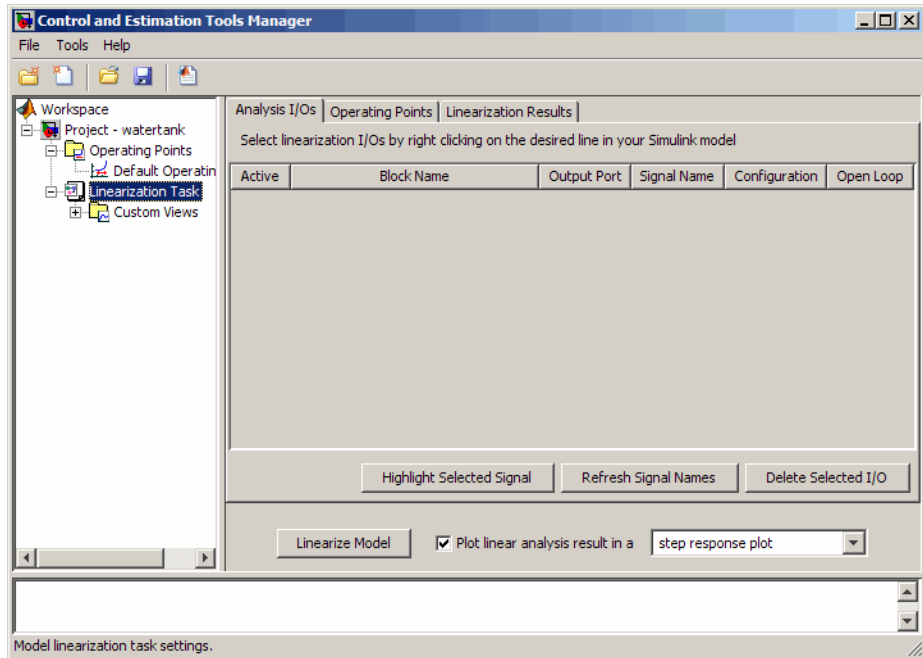 Control and Estimation Tools Manager
File Tools Help
Workspace
Project - watertank
Operating Points
Default Operatin
Linearization Task
Custom Views
Analysis I/Os Operating Points Linearization Results
Select linearization I/Os by right clicking on the desired line in your Simulink model
Active Block Name Output Port Signal Name Configuration Open Loop
Highlight Selected Signal Refresh Signal Names Delete Selected I/O
Linearize Model Plot linear analysis result in a step response plot
Model linearization task settings.